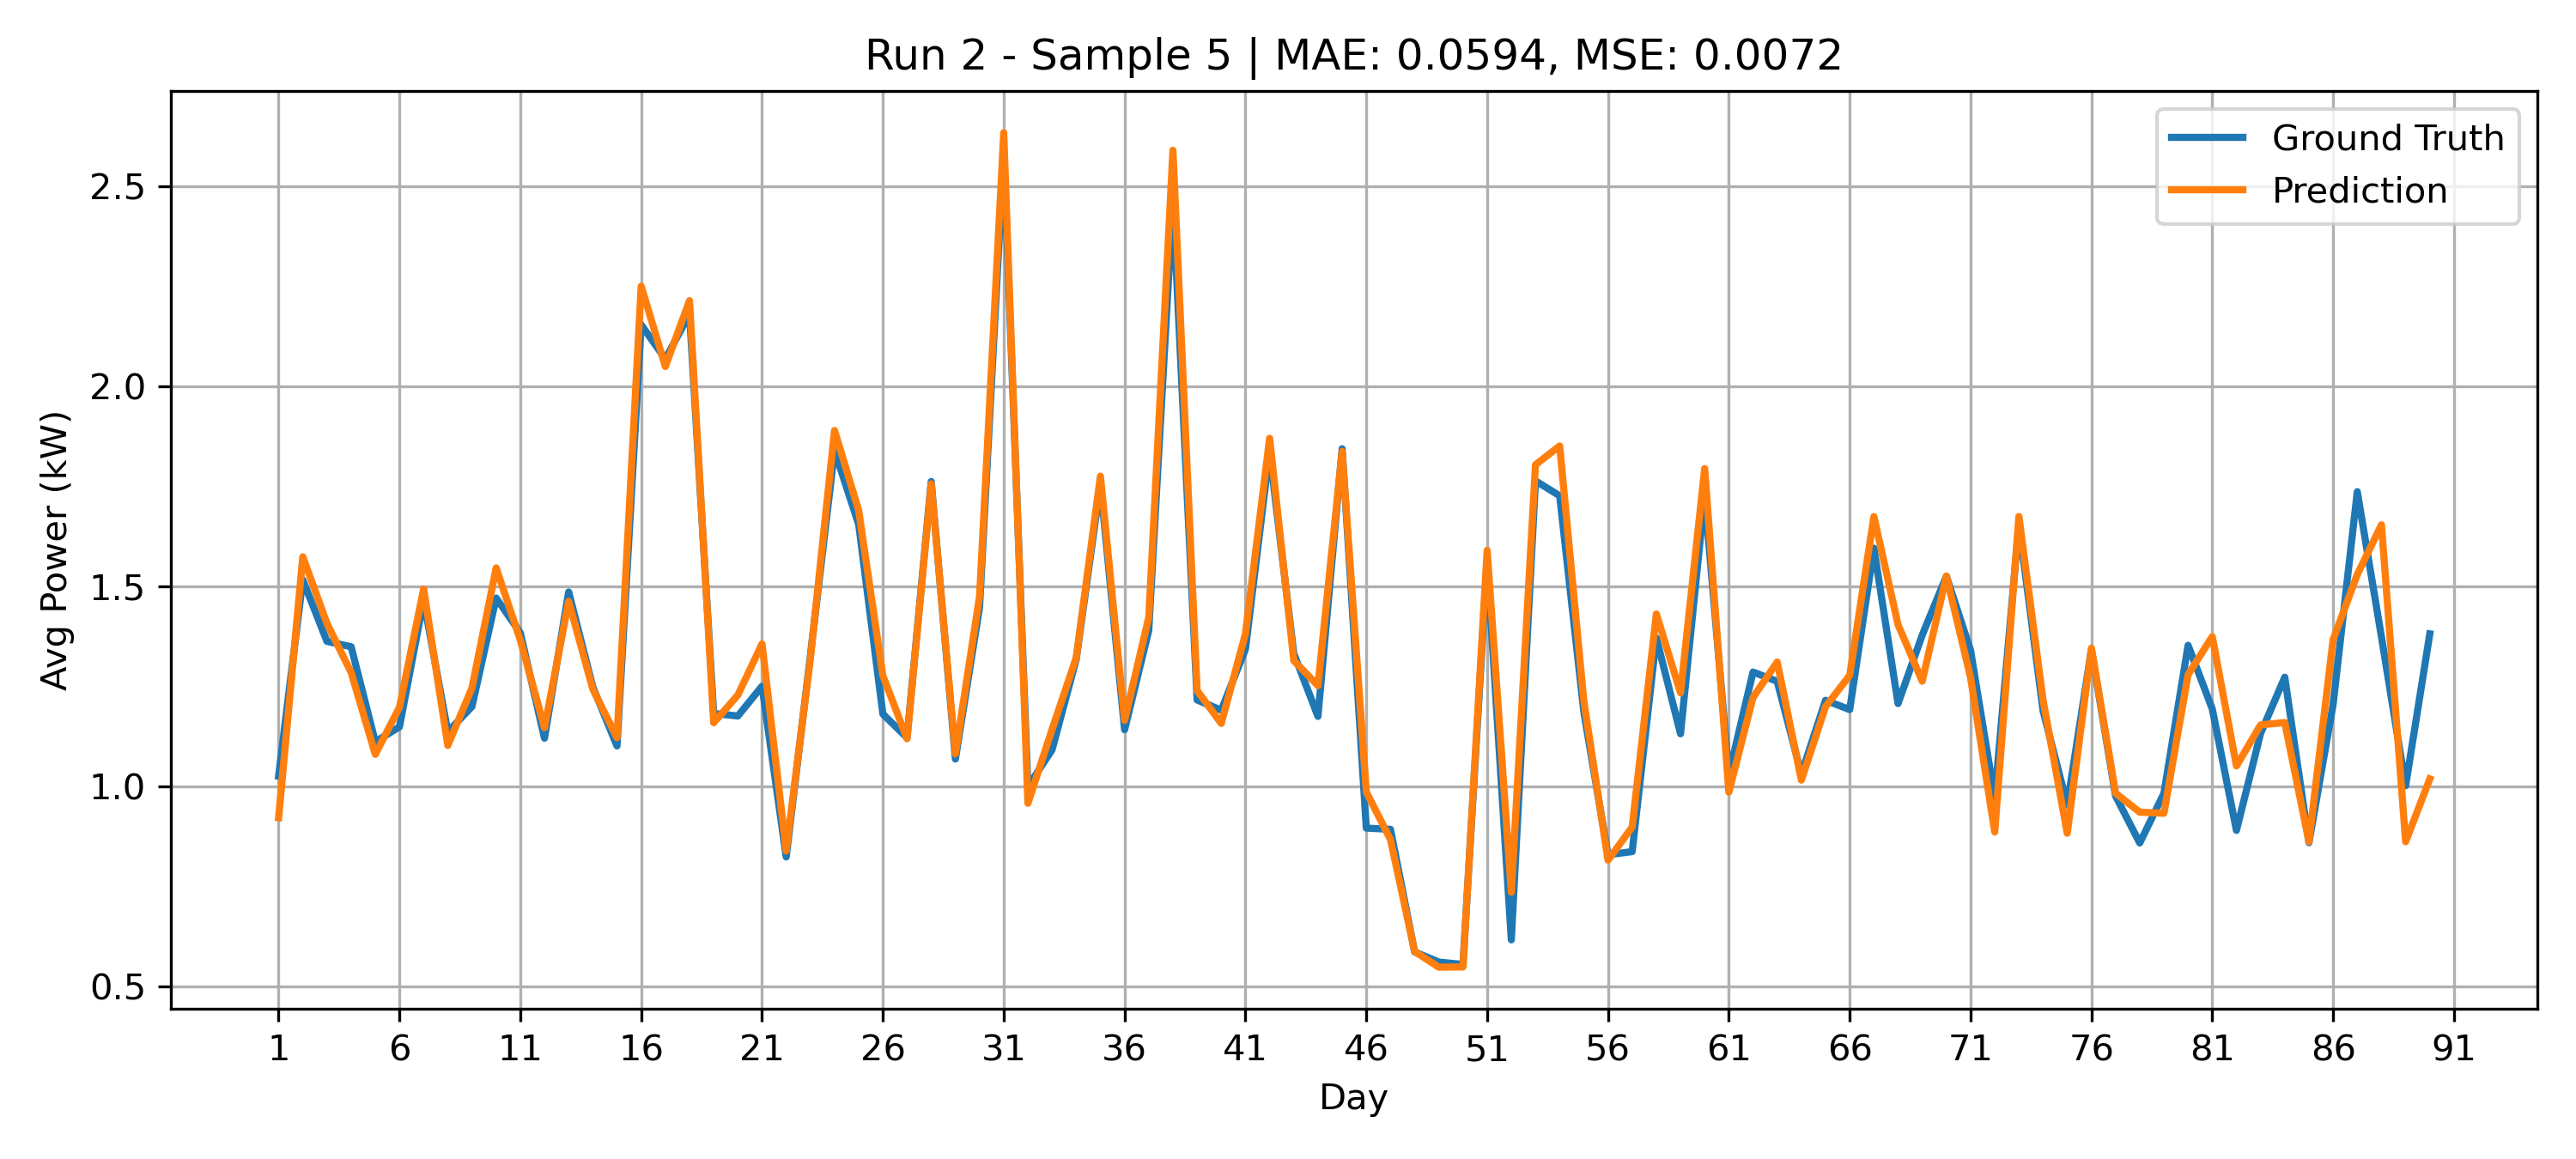 Run 2 - Sample 5 | MAE: 0.0594, MSE: 0.0072
Ground Truth
Prediction
2.5
2.0
1.5
1.0
0.5
Avg Power (kW)
1 6 11 16 21 26 31 36 41 46 51 56 61 66 71 76 81 86 91
Day